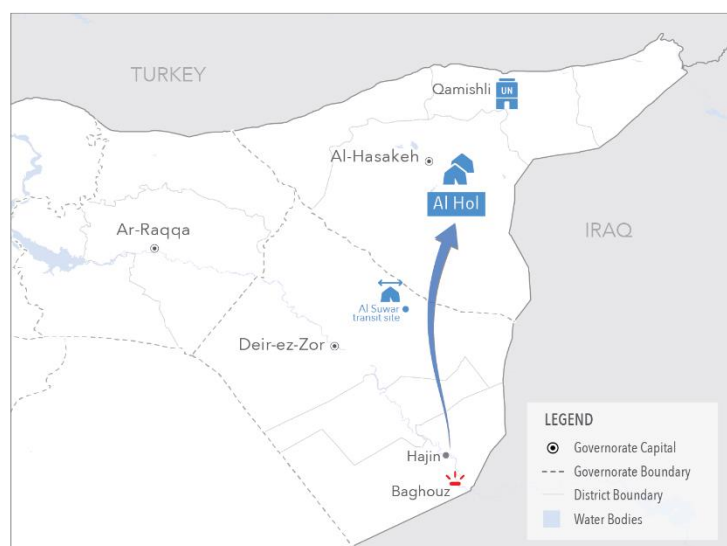 TURKEY
Qamishli
UN
Al-Hasakeh
Al Hol
Ar-Raqqa
IRAQ
Al Suwar
transit site
Deir-ez-Zor
Hajin
Baghouz
LEGEND
Governorate Capital
Governorate Boundary
District Boundary
Water Bodies